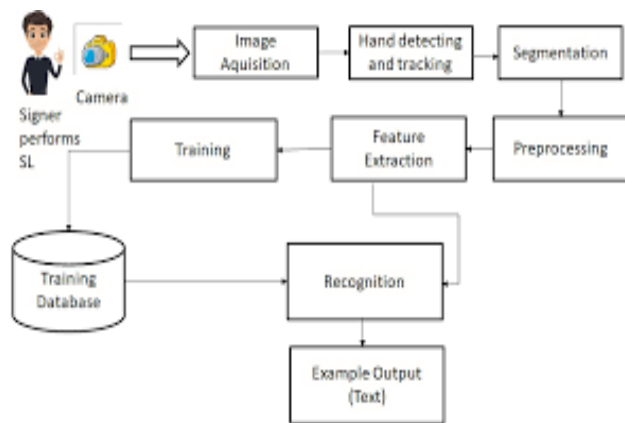 Signer
performs
SL
Camera
Image
Aquisition
Hand detecting
and tracking
Segmentation
Preprocessing
Feature
Extraction
Training
Training
Database
Recognition
Example Output
(Text)